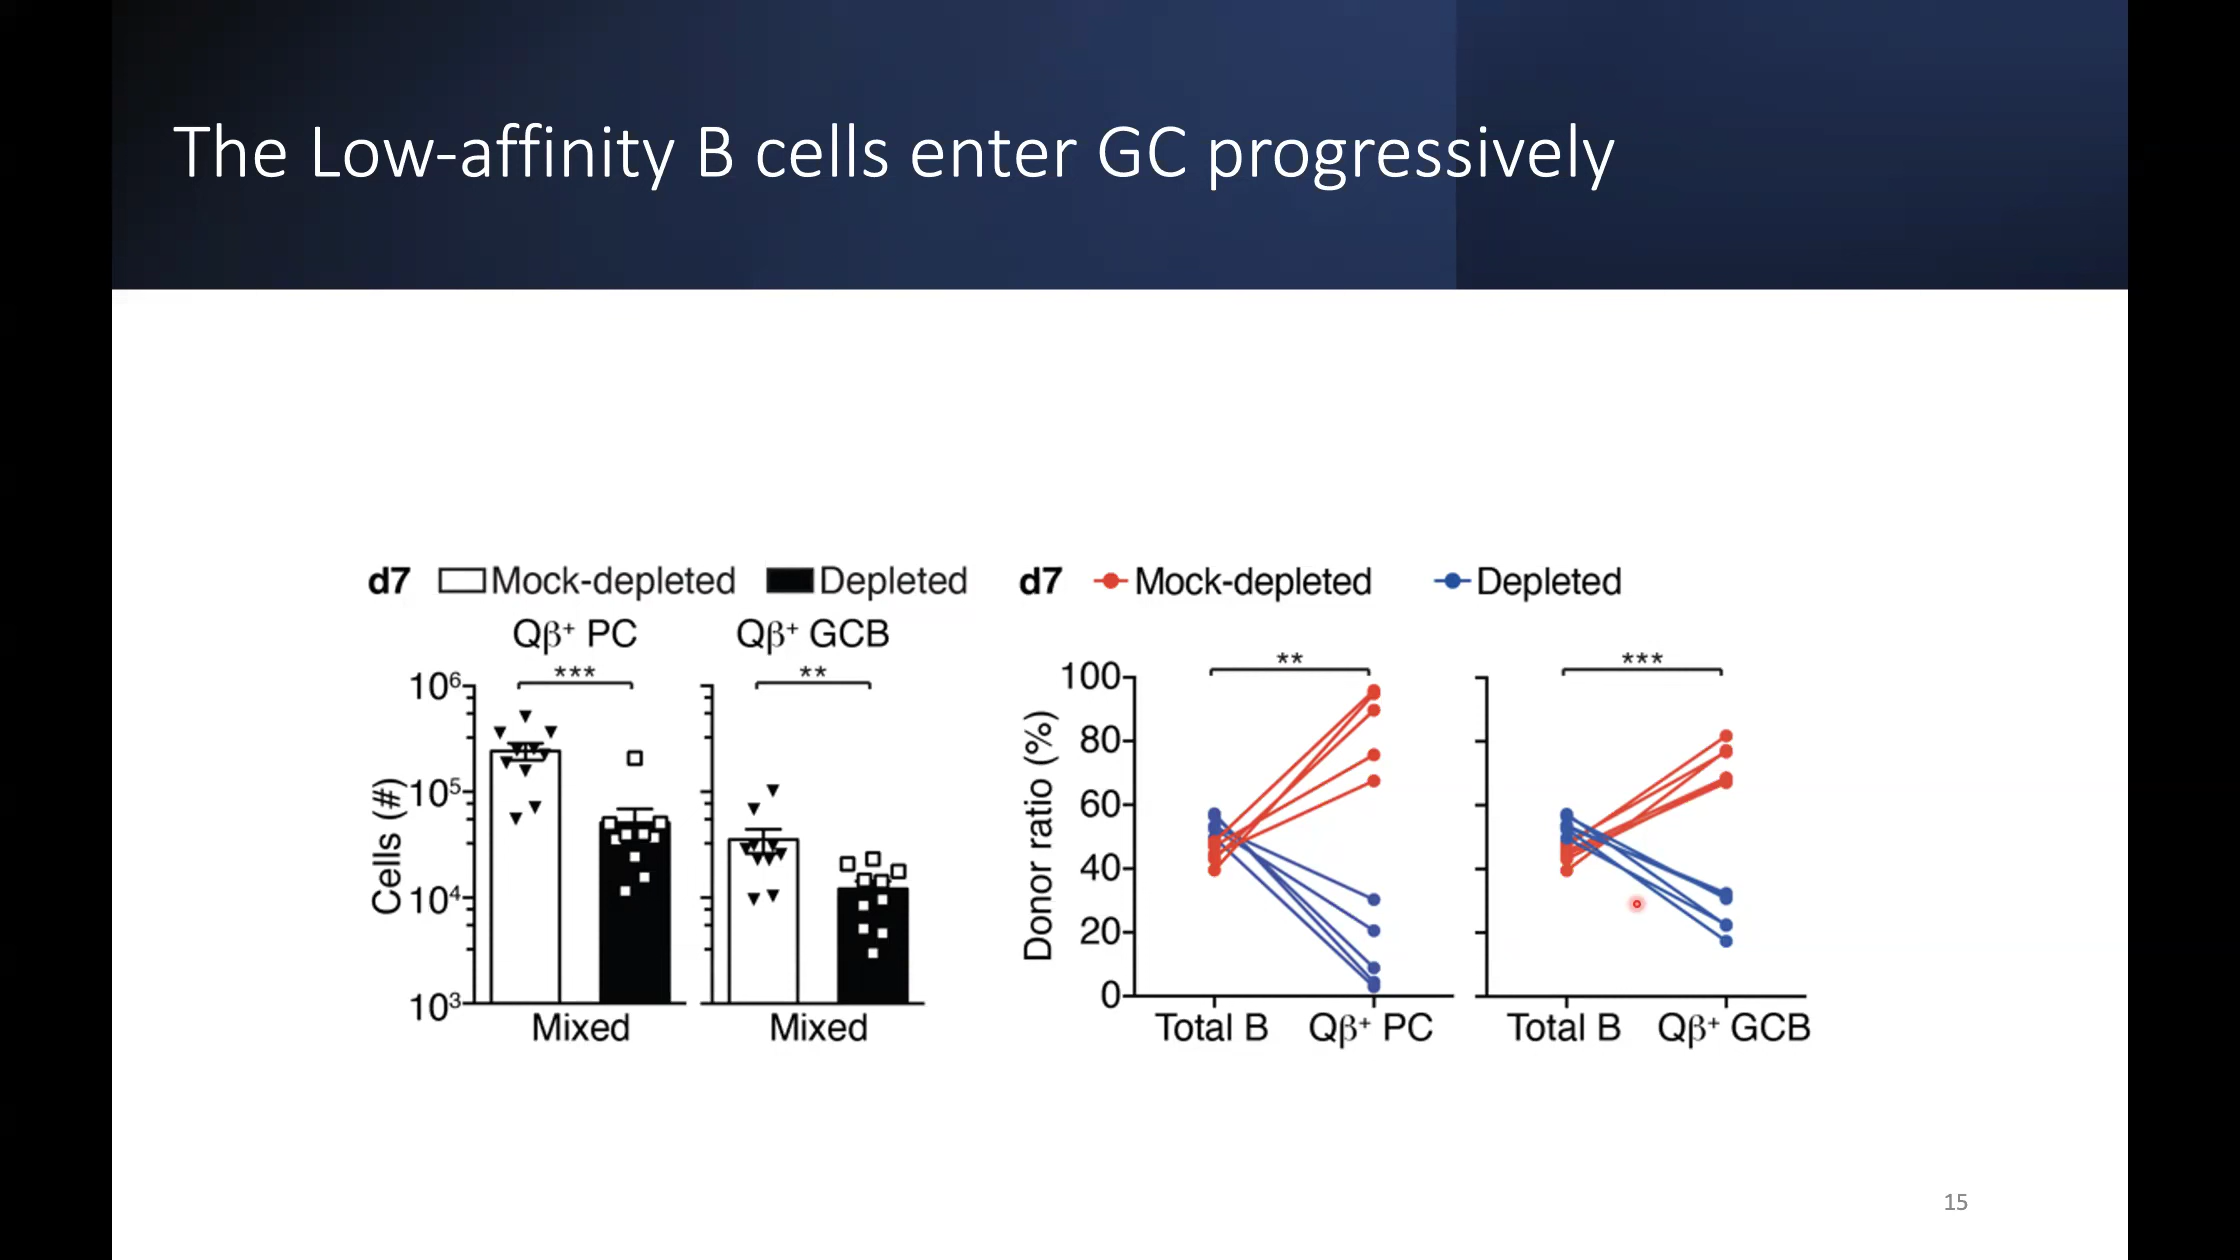 The Low-affinity B cells enter GC progressively
d7 Mock-depleted Depleted
Qβ⁺ PC Qβ⁺ GCB
*** **
Cells (#)
10⁶
10⁵
10⁴
10³
Mixed Mixed
d7 Mock-depleted Depleted
** ***
Donor ratio (%)
100
80
60
40
20
0
Total B Qβ⁺ PC Total B Qβ⁺ GCB
15